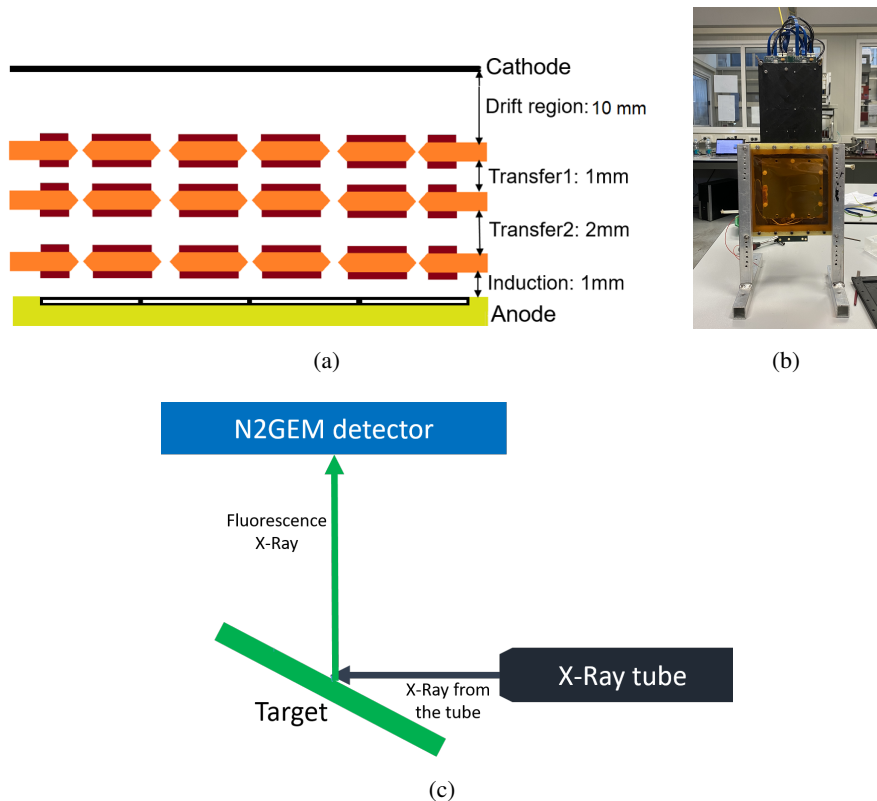 Cathode
Drift region: 10 mm
Transfer1: 1mm
Transfer2: 2mm
Induction: 1mm
Anode
(a)
(b)
N2GEM detector
Fluorescence
X-Ray
X-Ray tube
X-Ray from
the tube
Target
(c)